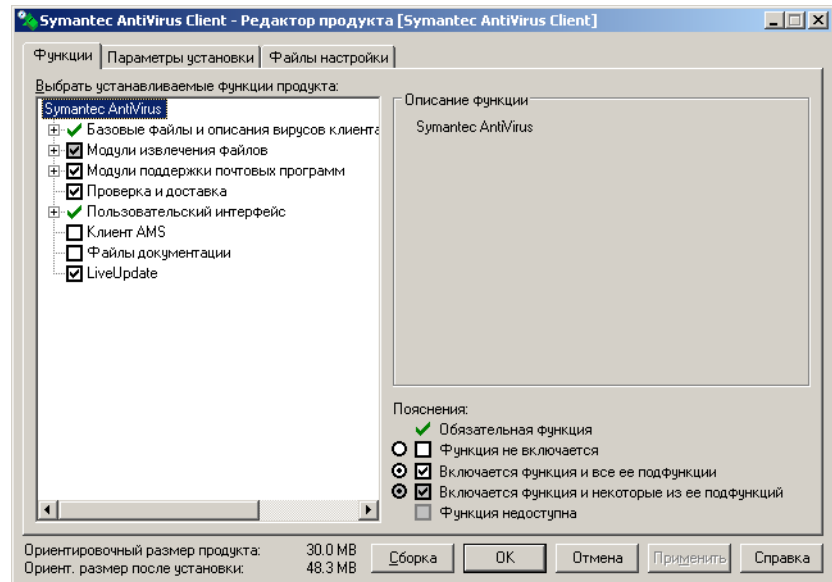 Symantec AntiVirus Client - Редактор продукта [Symantec AntiVirus Client]
Функции Параметры установки Файлы настройки
Выбрать устанавливаемые функции продукта:
Symantec AntiVirus
Базовые файлы и описания вирусов клиента
Модули извлечения файлов
Модули поддержки почтовых программ
Проверка и доставка
Пользовательский интерфейс
Клиент AMS
Файлы документации
LiveUpdate
Описание функции
Symantec AntiVirus
Пояснения:
Обязательная функция
Функция не включается
Включается функция и все ее подфункции
Включается функция и некоторые из ее подфункций
Функция недоступна
Ориентировочный размер продукта: 30.0 MB
Ориент. размер после установки: 48.3 MB
Сборка OK Отмена Применить Справка